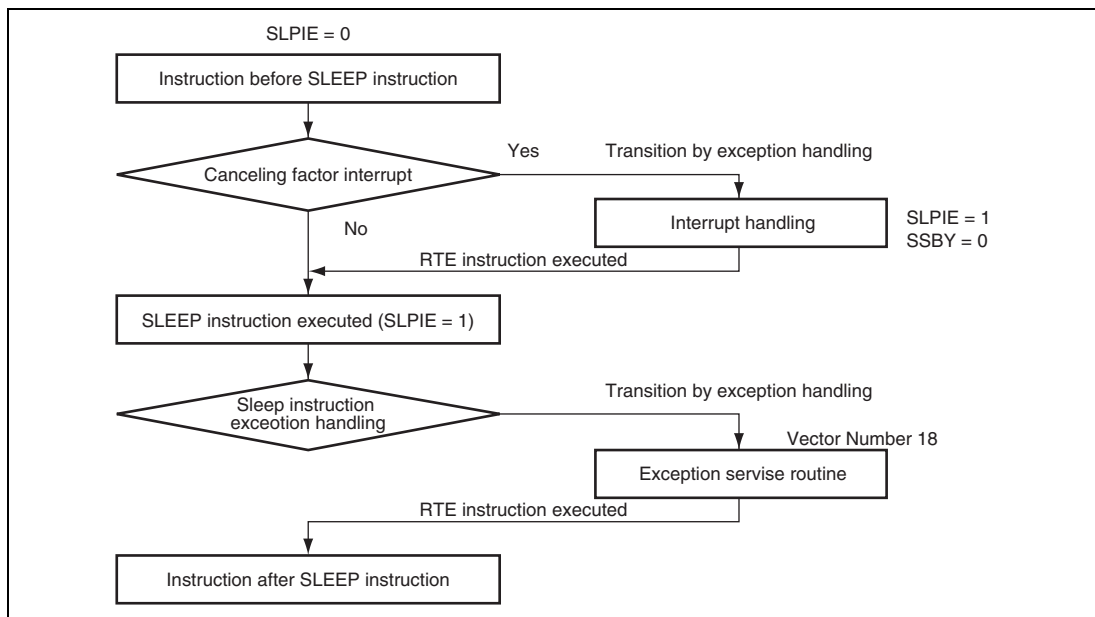 SLPIE = 0
Instruction before SLEEP instruction
Yes
Transition by exception handling
Canceling factor interrupt
Interrupt handling
SLPIE = 1
SSBY = 0
No
RTE instruction executed
SLEEP instruction executed (SLPIE = 1)
Transition by exception handling
Sleep instruction
exceotion handling
Vector Number 18
Exception servise routine
RTE instruction executed
Instruction after SLEEP instruction